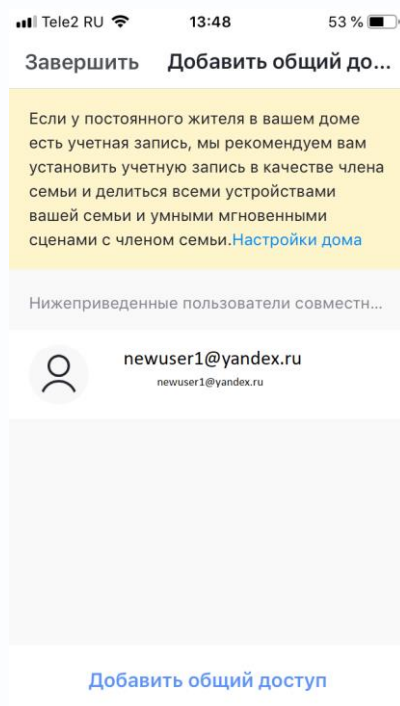 Tele2 RU 13:48 53 %
Завершить Добавить общий до...
Если у постоянного жителя в вашем доме
есть учетная запись, мы рекомендуем вам
установить учетную запись в качестве члена
семьи и делиться всеми устройствами
вашей семьи и умными мгновенными
сценами с членом семьи.Настройки дома
Нижеприведенные пользователи совместн...
newuser1@yandex.ru
newuser1@yandex.ru
Добавить общий доступ